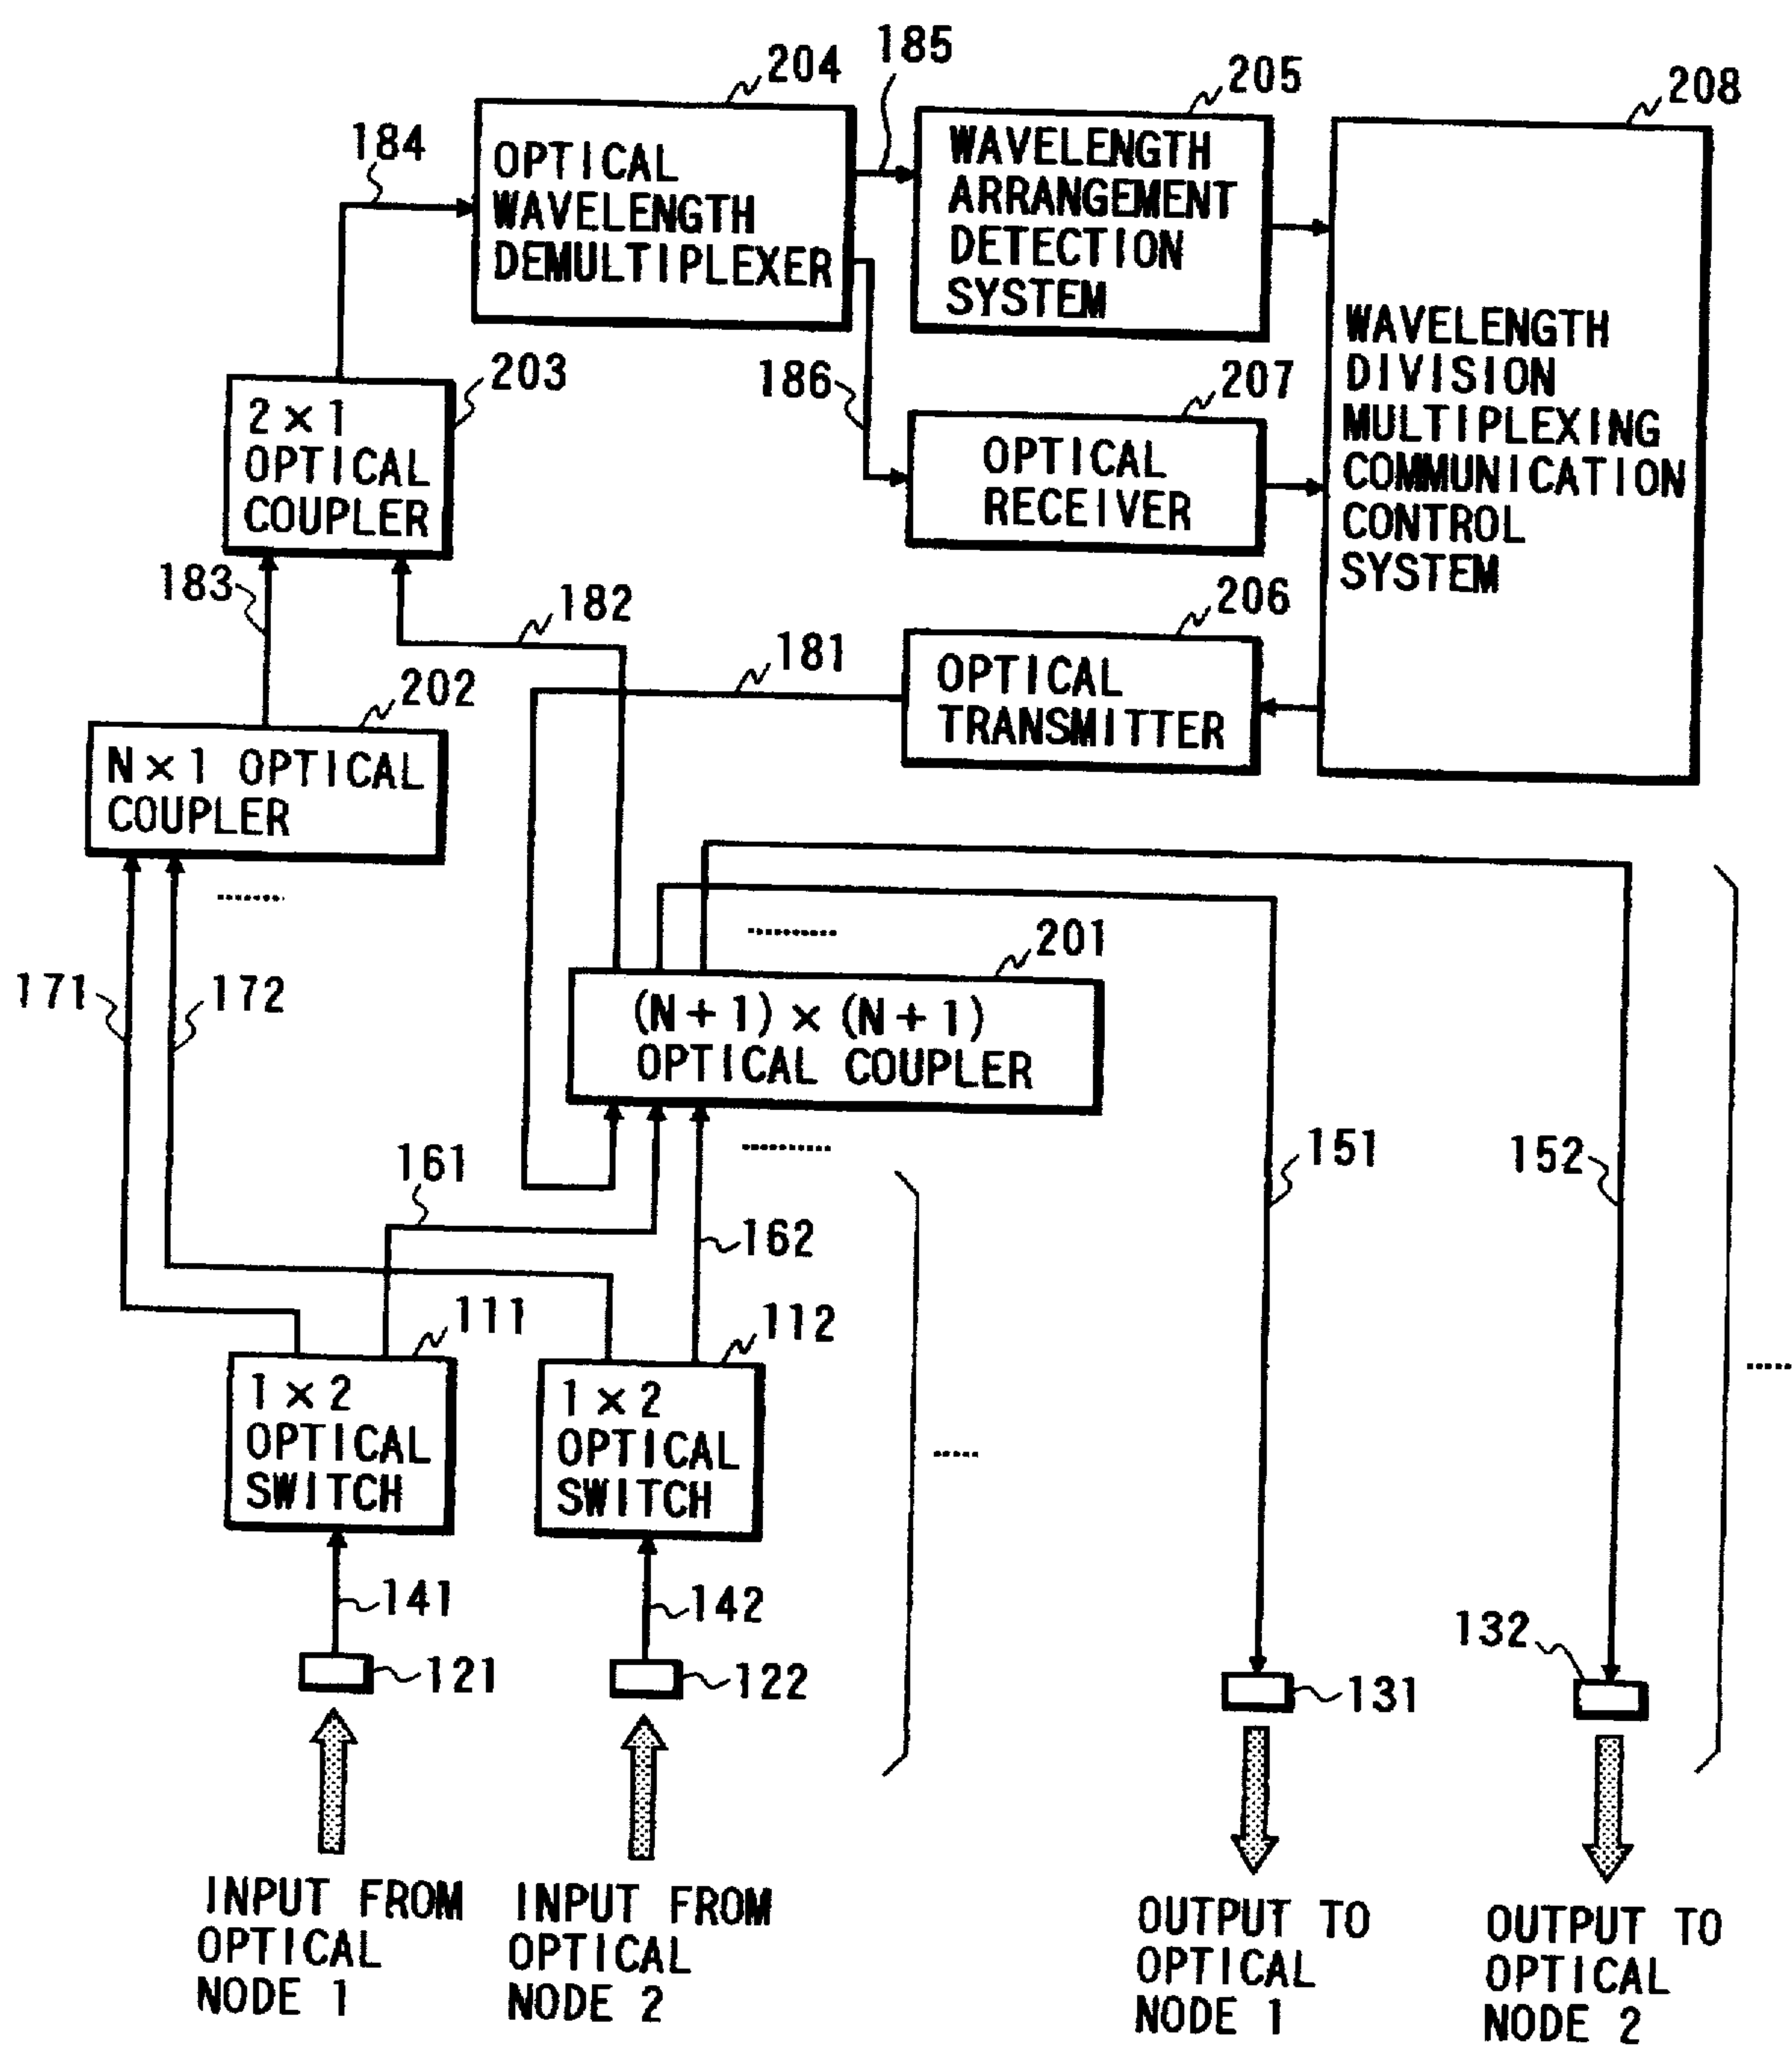 185
204
205
208
184
OPTICAL
WAVELENGTH
DEMULTIPLEXER
WAVELENGTH
ARRANGEMENT
DETECTION
SYSTEM
WAVELENGTH
DIVISION
MULTIPLEXING
COMMUNICATION
CONTROL
SYSTEM
203
186
207
2 × 1
OPTICAL
COUPLER
OPTICAL
RECEIVER
183
182
206
181
OPTICAL
TRANSMITTER
202
N × 1 OPTICAL
COUPLER
201
171
172
(N + 1) × (N + 1)
OPTICAL COUPLER
161
162
151
152
111
112
1 × 2
OPTICAL
SWITCH
1 × 2
OPTICAL
SWITCH
141
142
132
121
122
131
INPUT FROM
OPTICAL
NODE 1
INPUT FROM
OPTICAL
NODE 2
OUTPUT TO
OPTICAL
NODE 1
OUTPUT TO
OPTICAL
NODE 2